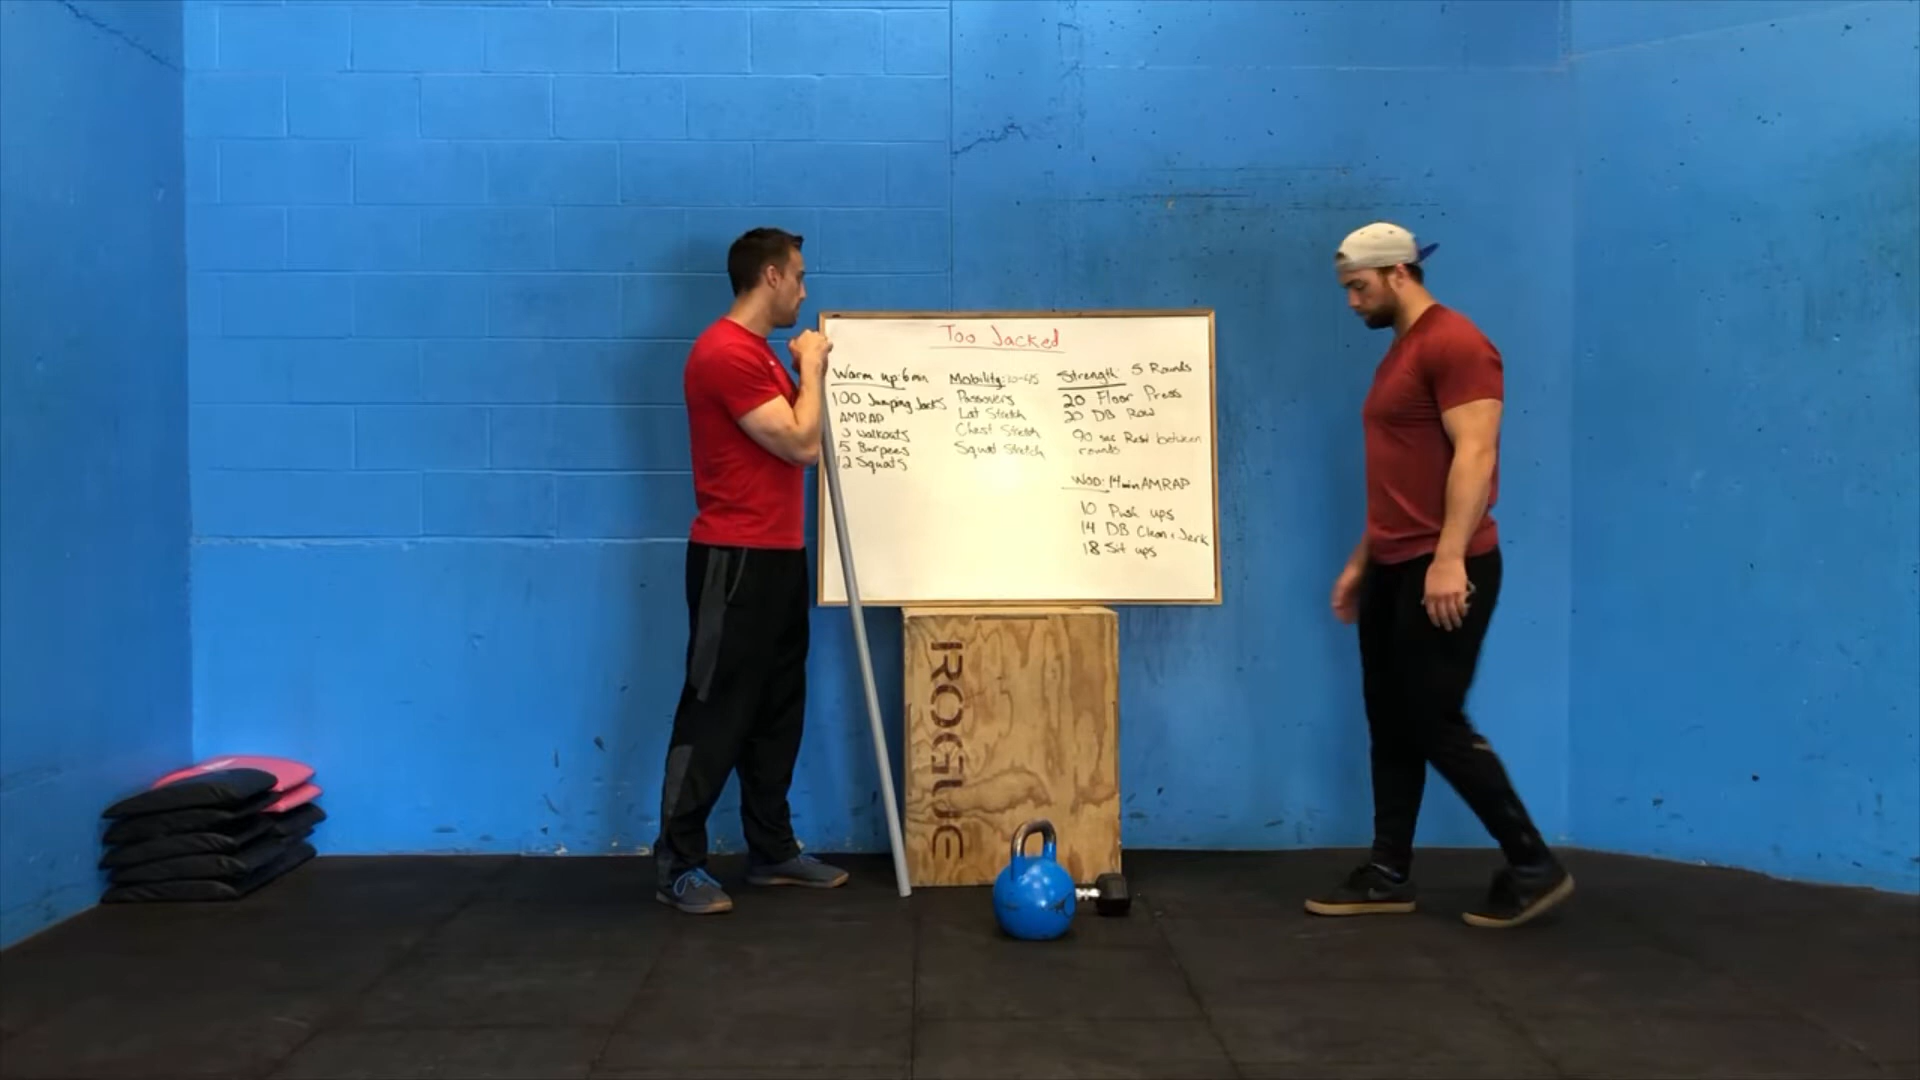 Too Jacked
Warm up: 6 min
100 Jumping Jacks
AMRAP
3 walkouts
5 Burpees
12 Squats
Mobility:
Passovers
Lat Stretch
Chest Stretch
Squat Stretch
Strength: 5 Rounds
20 Floor Press
20 DB Row
90 sec Rest between
rounds
WOD: 14 min AMRAP
10 Push ups
14 DB Clean + Jerk
18 Sit ups
ROGUE